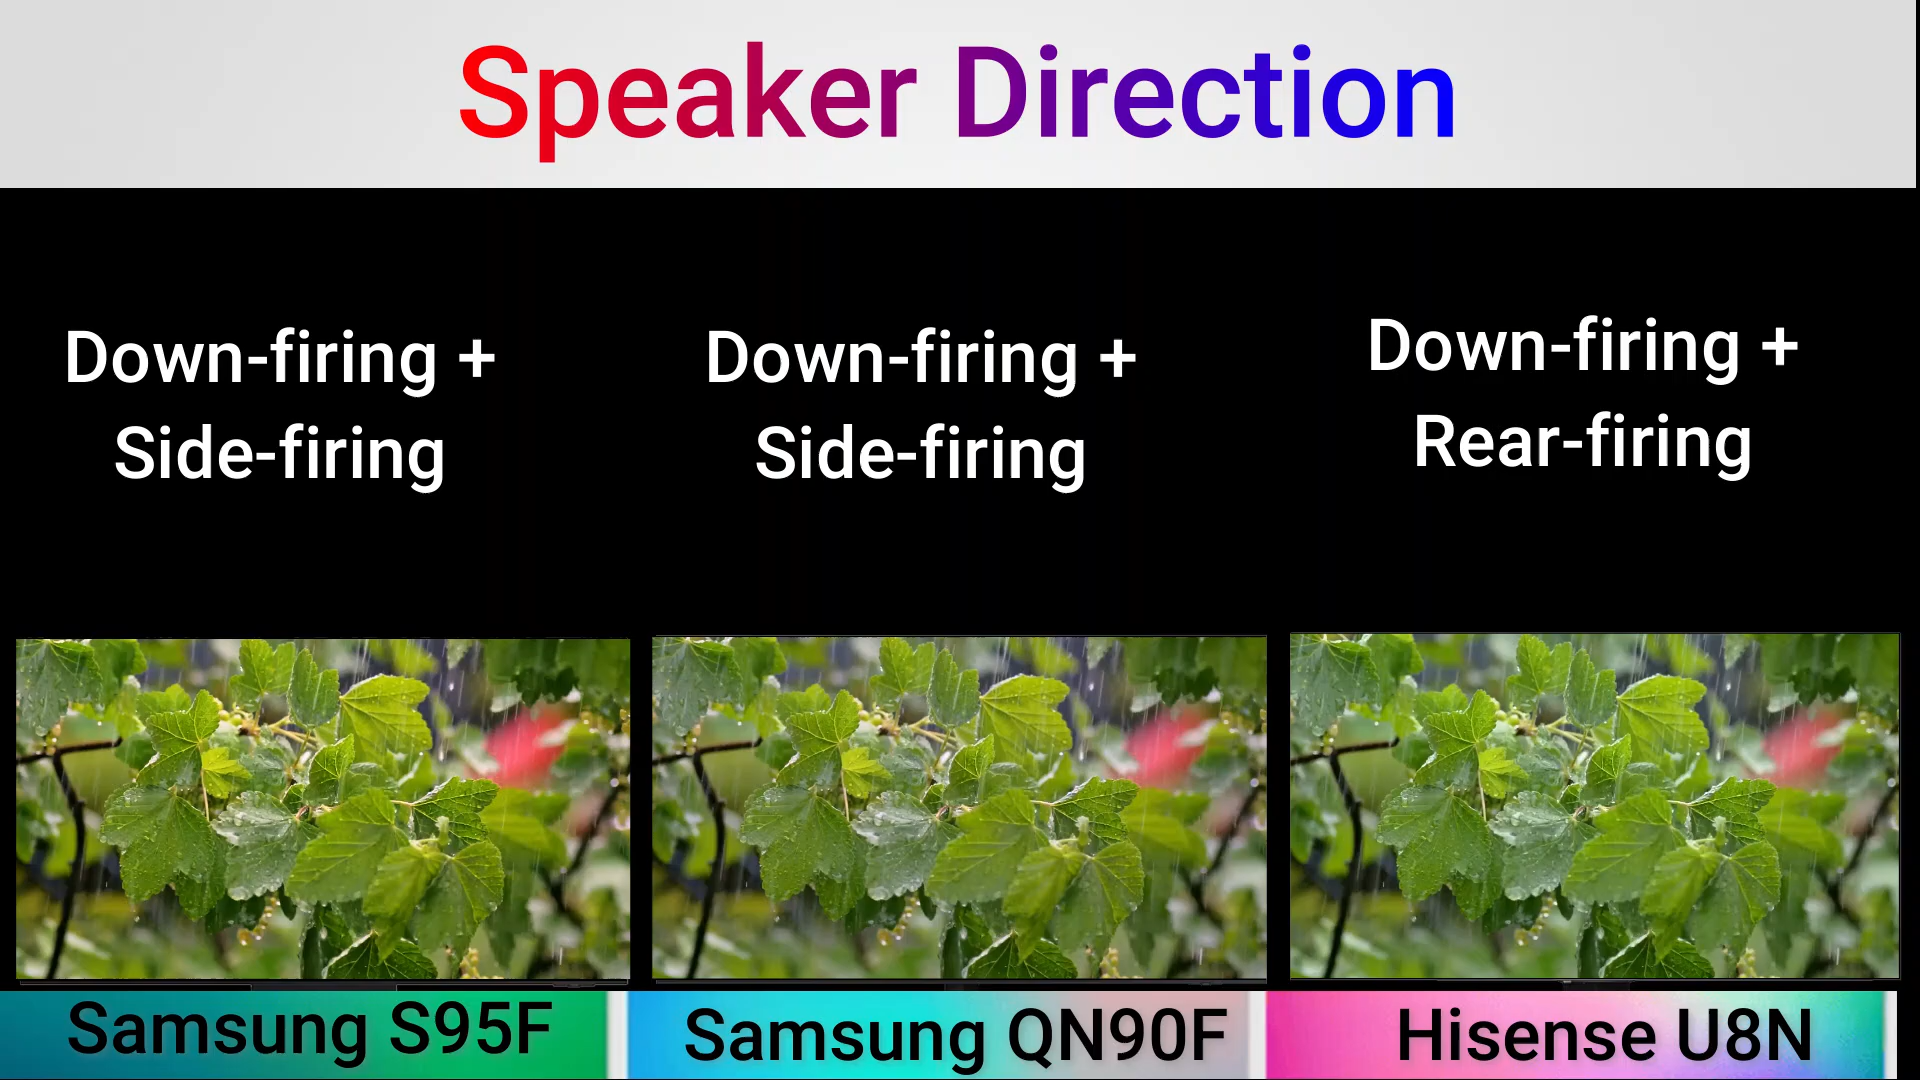 Speaker Direction
Down-firing +
Side-firing
Down-firing +
Side-firing
Down-firing +
Rear-firing
Samsung S95F
Samsung QN90F
Hisense U8N